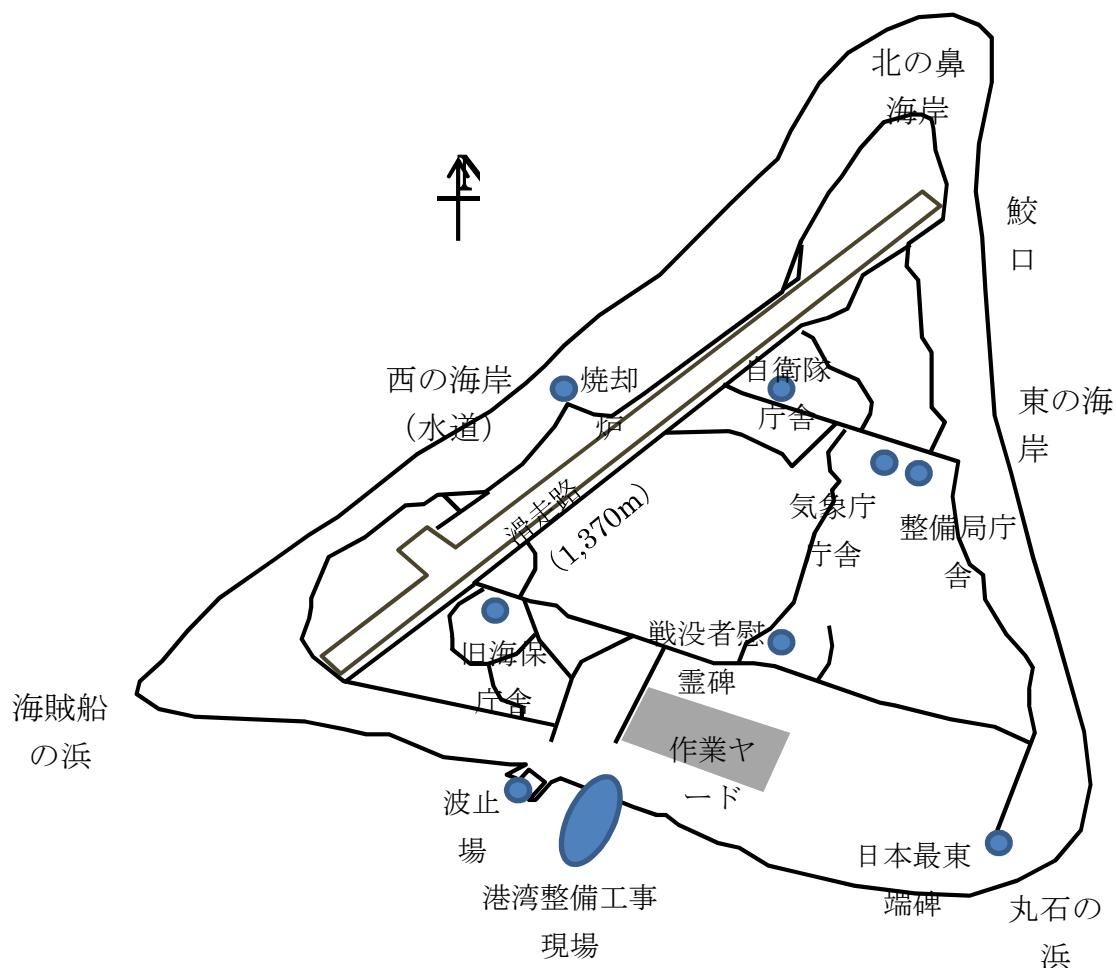 北の鼻
海岸
N
鮫
口
西の海岸
（水道）
焼却
炉
自衛隊
庁舎
東の海
岸
滑走路
(1,370m)
気象庁
庁舎
整備局庁
舎
旧海保
庁舎
戦没者慰
霊碑
海賊船
の浜
作業ヤ
ード
波止
場
日本最東
端碑
港湾整備工事
現場
丸石の
浜